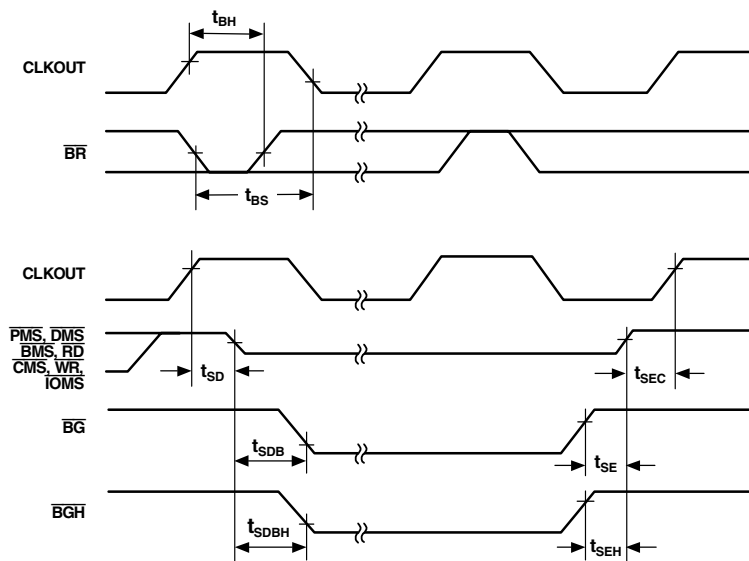 tBH
CLKOUT
BR
tBS
CLKOUT
PMS, DMS
BMS, RD
CMS, WR,
IOMS
tSD
tSEC
BG
tSDB
tSE
BGH
tSDBH
tSEH